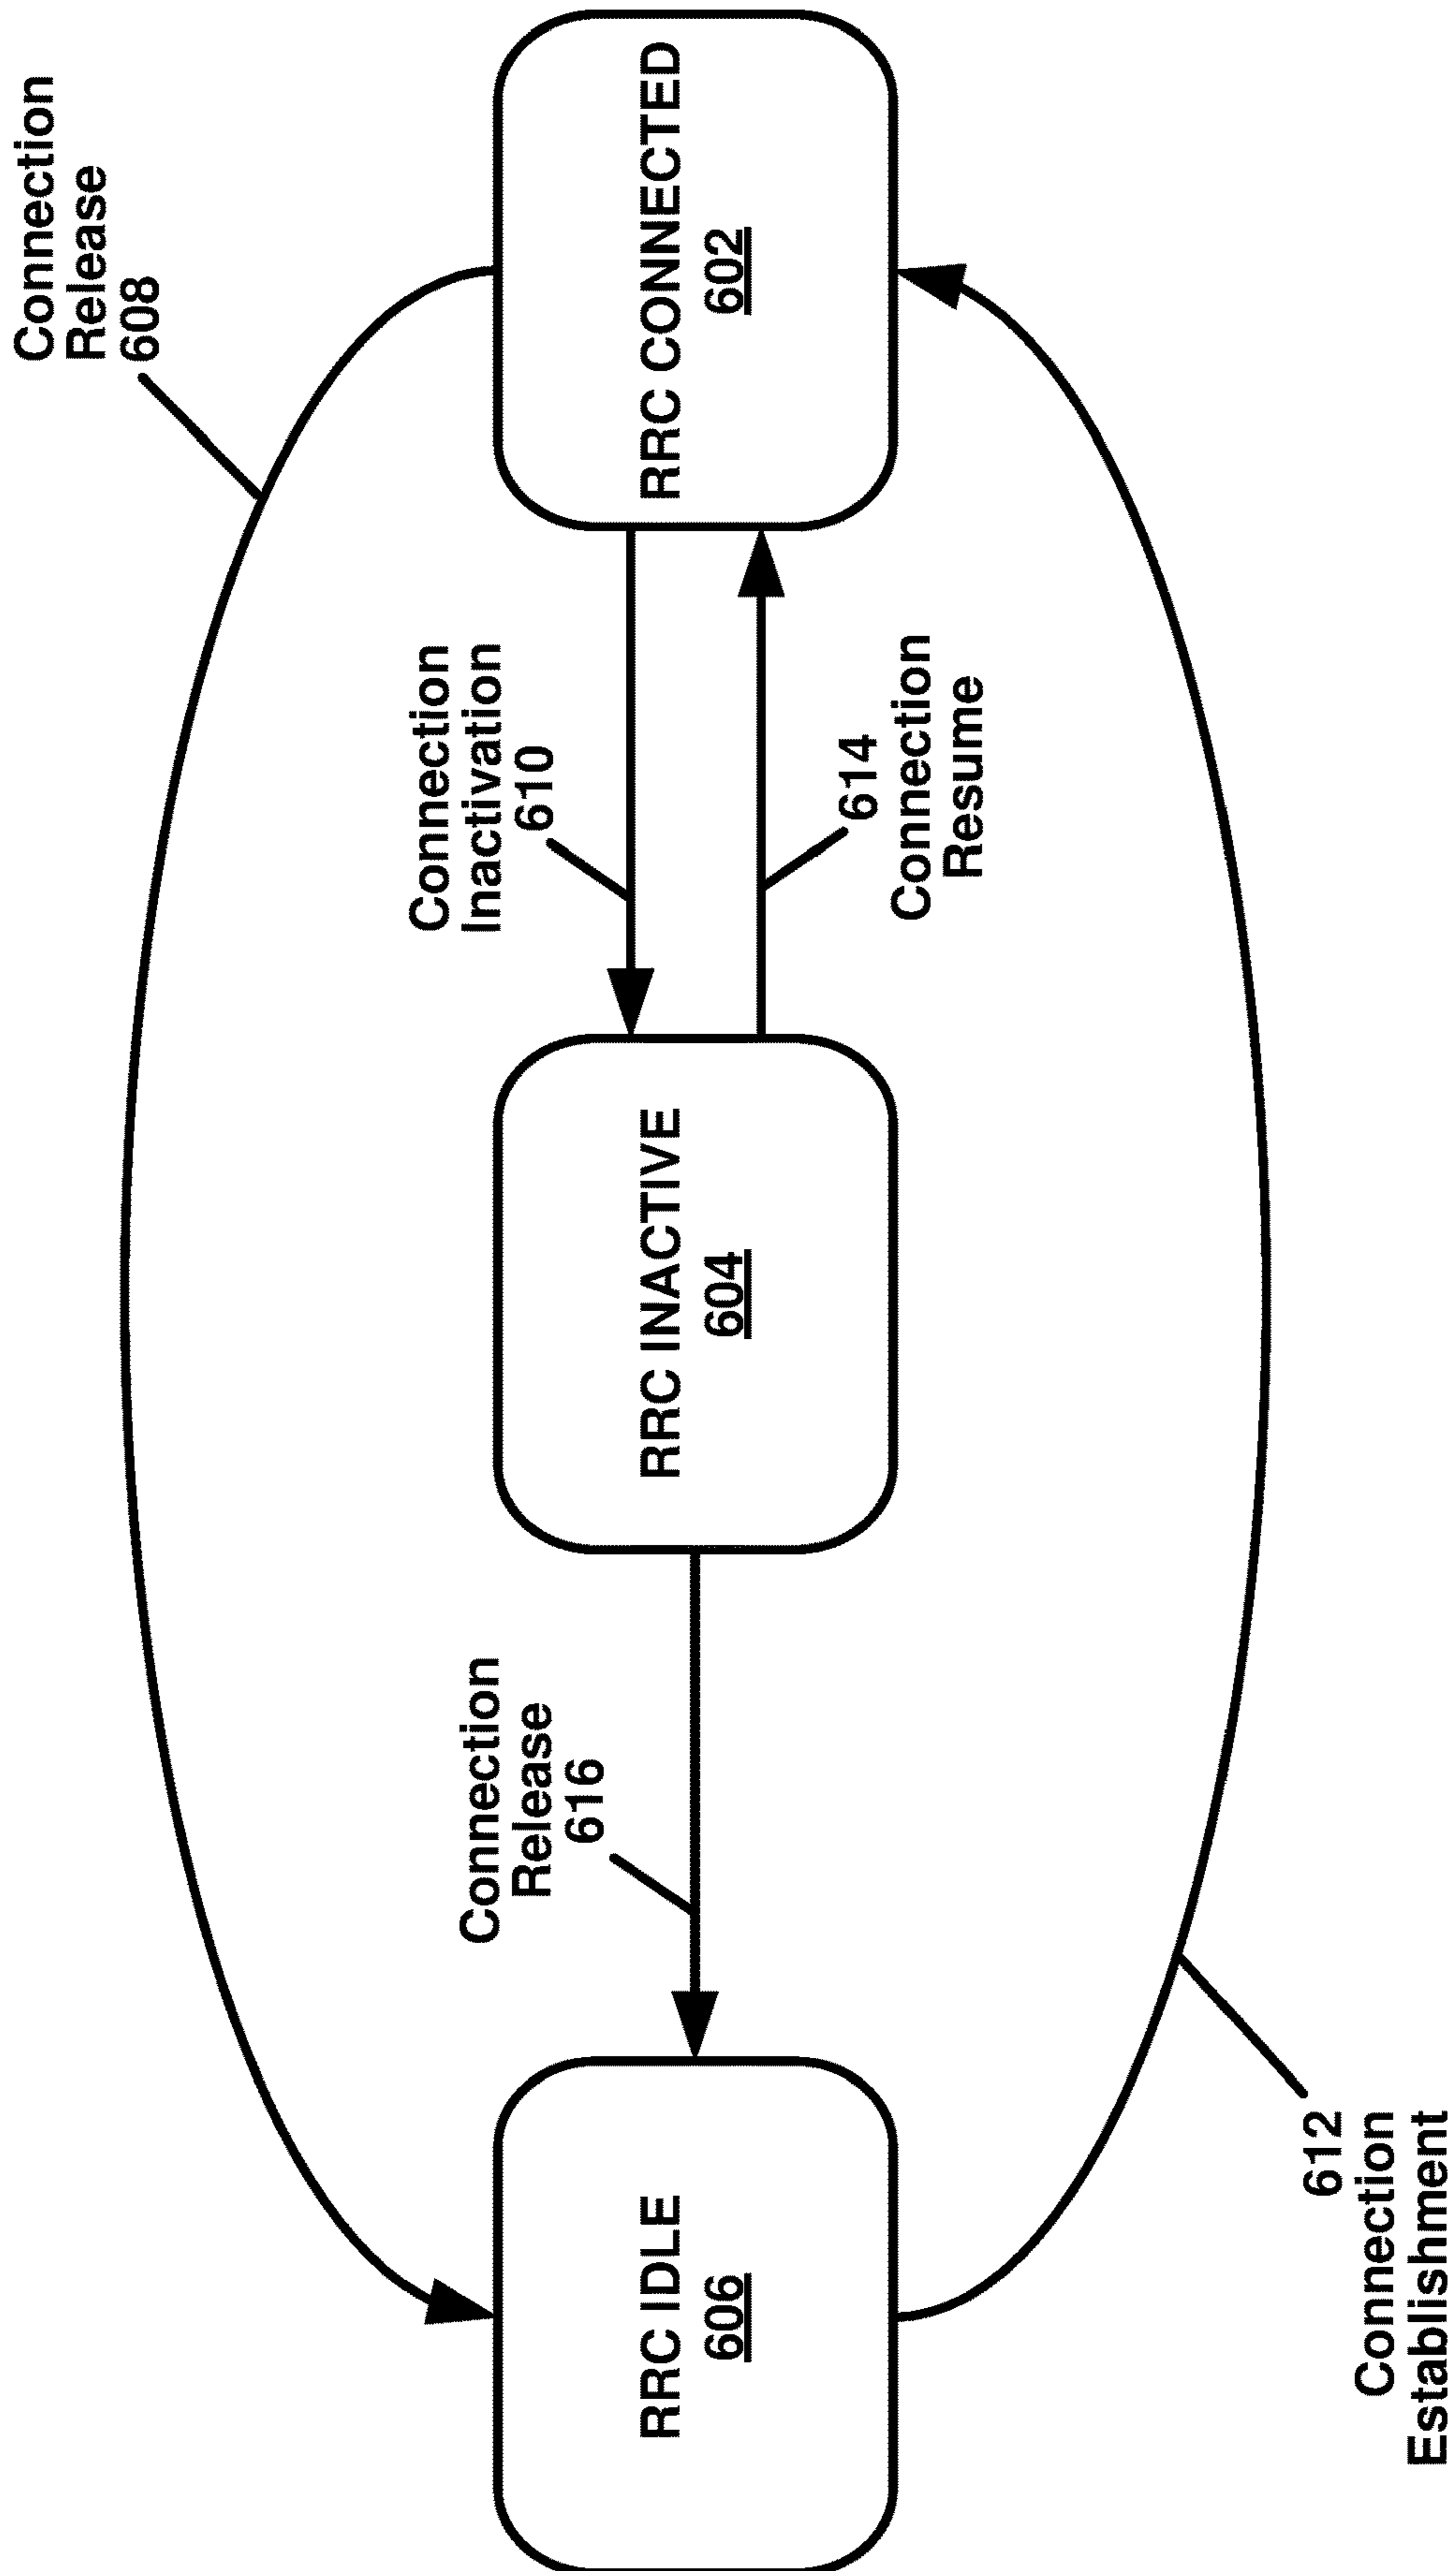 Connection
Release
608
Connection
Inactivation
610
Connection
Release
616
RRC IDLE
606
RRC INACTIVE
604
RRC CONNECTED
602
614
Connection
Resume
612
Connection
Establishment